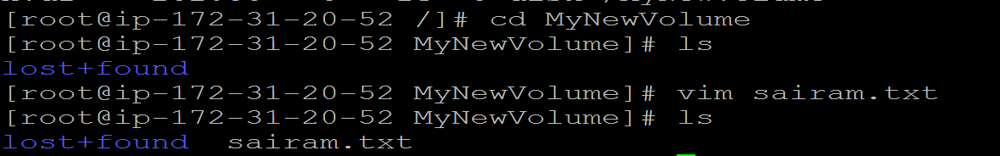 [root@ip-172-31-20-52 /]# cd MyNewVolume
[root@ip-172-31-20-52 MyNewVolume]# ls
lost+found
[root@ip-172-31-20-52 MyNewVolume]# vim sairam.txt
[root@ip-172-31-20-52 MyNewVolume]# ls
lost+found  sairam.txt